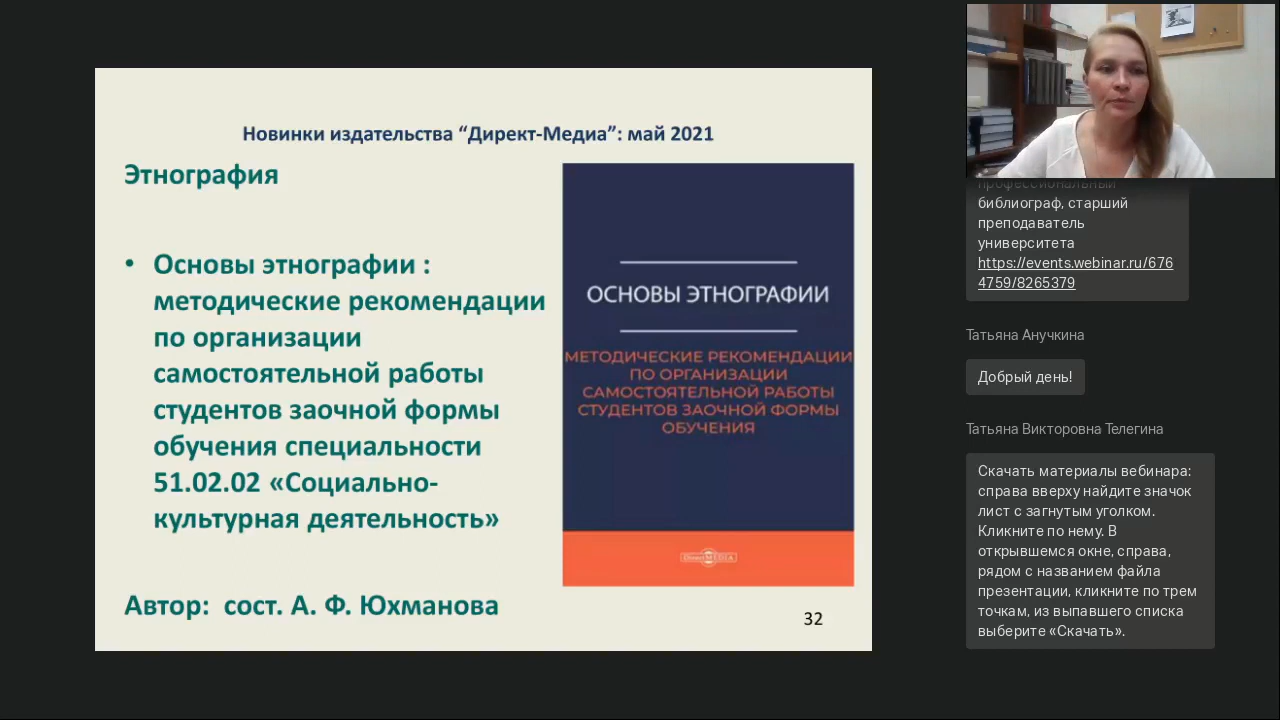 Новинки издательства “Директ-Медиа”: май 2021
Этнография
• Основы этнографии :
методические рекомендации
по организации
самостоятельной работы
студентов заочной формы
обучения специальности
51.02.02 «Социально-
культурная деятельность»
Автор: сост. А. Ф. Юхманова
ОСНОВЫ ЭТНОГРАФИИ
МЕТОДИЧЕСКИЕ РЕКОМЕНДАЦИИ
ПО ОРГАНИЗАЦИИ
САМОСТОЯТЕЛЬНОЙ РАБОТЫ
СТУДЕНТОВ ЗАОЧНОЙ ФОРМЫ
ОБУЧЕНИЯ
DirectMEDIA
32
профессиональный
библиограф, старший
преподаватель
университета
https://events.webinar.ru/676
4759/8265379
Татьяна Анучкина
Добрый день!
Татьяна Викторовна Телегина
Скачать материалы вебинара:
справа вверху найдите значок
лист с загнутым уголком.
Кликните по нему. В
открывшемся окне, справа,
рядом с названием файла
презентации, кликните по трем
точкам, из выпавшего списка
выберите «Скачать».